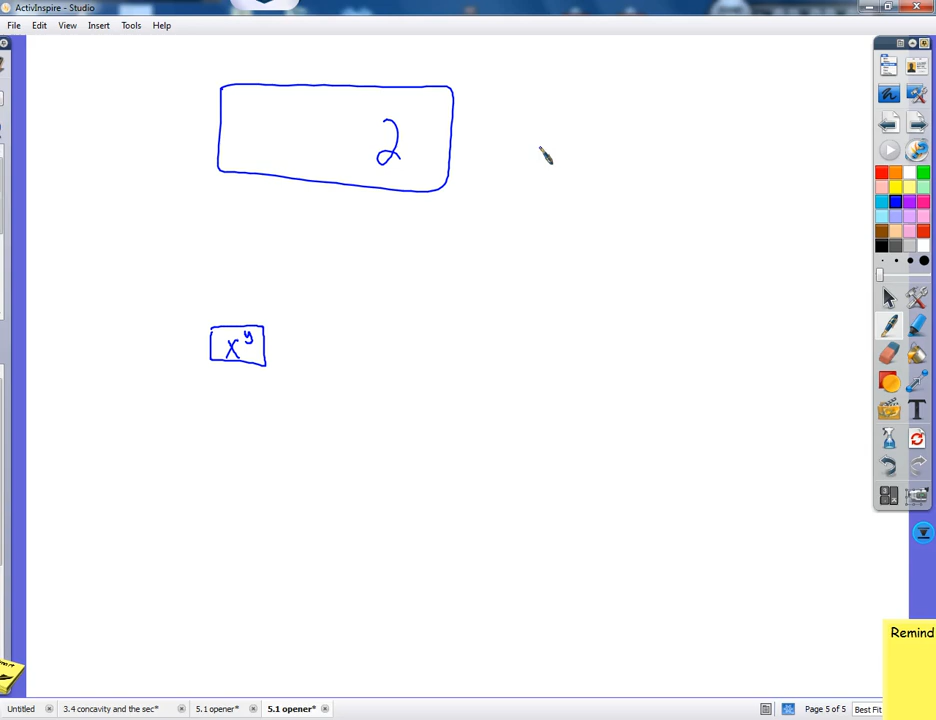 ActivInspire - Studio
File Edit View Insert Tools Help
2
x^y
T
Remind
Untitled 3.4 concavity and the sec* 5.1 opener* 5.1 opener* Page 5 of 5 Best Fit